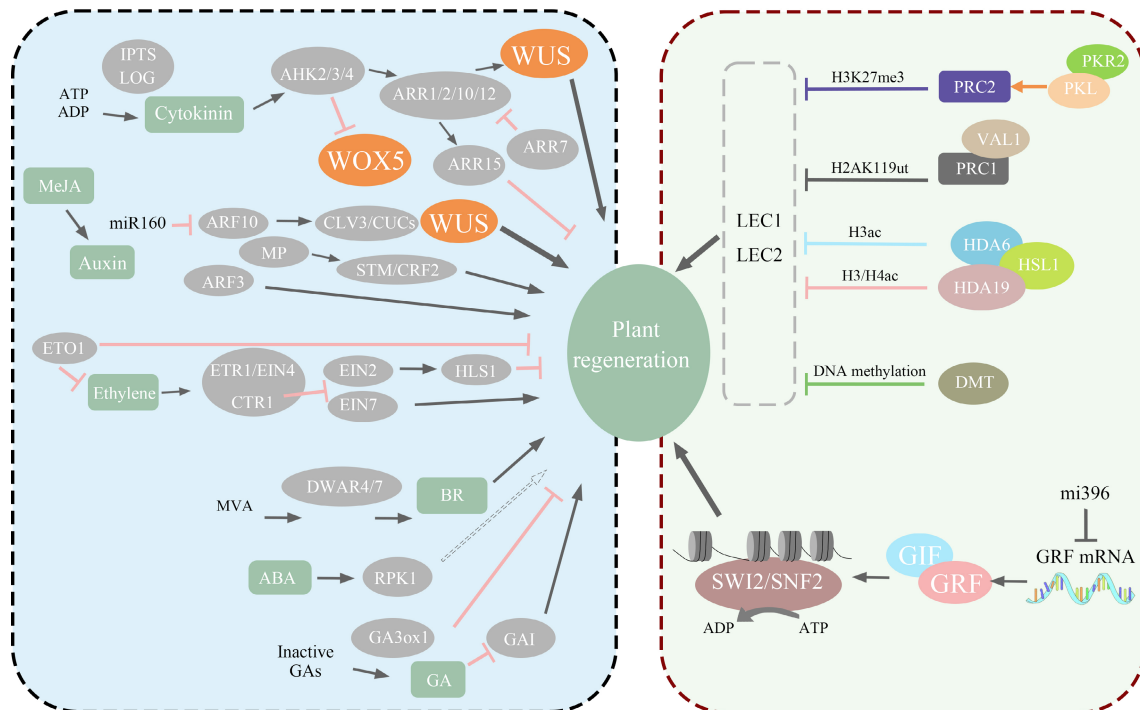 IPTS
LOG
ATP
ADP
Cytokinin
AHK2/3/4
ARR1/2/10/12
WUS
WOX5
ARR15
ARR7
MeJA
Auxin
miR160
ARF10
CLV3/CUCs
WUS
MP
STM/CRF2
ARF3
ETO1
Ethylene
ETR1/EIN4
CTR1
EIN2
EIN7
HLS1
MVA
DWAR4/7
BR
ABA
RPK1
Inactive
GAs
GA3ox1
GA
GAI
Plant
regeneration
LEC1
LEC2
H3K27me3
PRC2
PKL
PKR2
H2AK119ut
PRC1
VAL1
H3ac
HDA6
HSL1
H3/H4ac
HDA19
DNA methylation
DMT
mi396
GRF mRNA
GIF
GRF
SWI2/SNF2
ADP
ATP